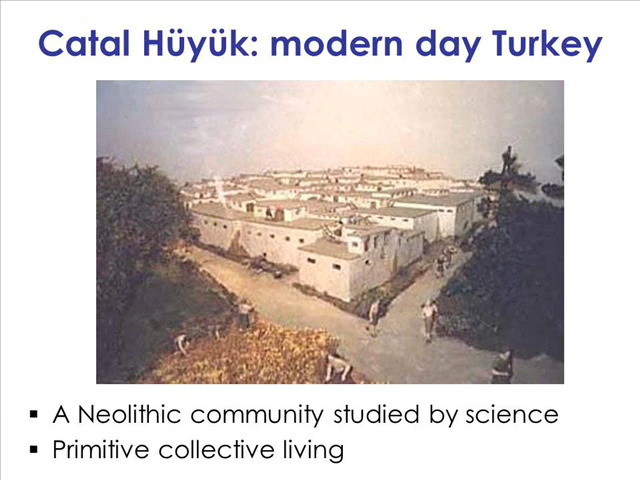 Catal Hüyük: modern day Turkey
▪ A Neolithic community studied by science
▪ Primitive collective living